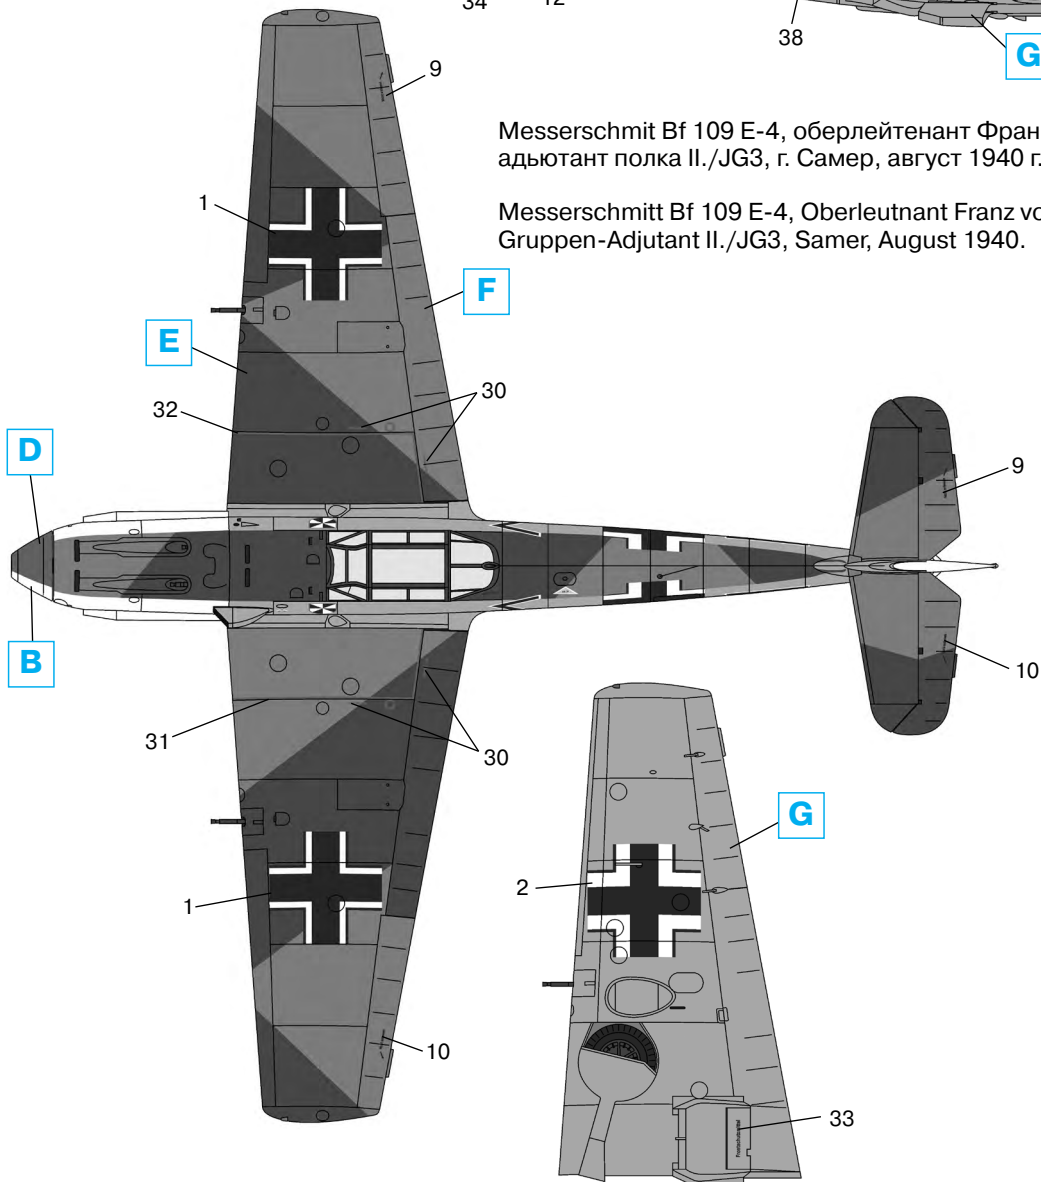 34
12
38
G
9
Messerschmit Bf 109 E-4, оберлейтенант Фран
адьютант полка II./JG3, г. Самер, август 1940 г.
1
Messerschmitt Bf 109 E-4, Oberleutnant Franz vo
Gruppen-Adjutant II./JG3, Samer, August 1940.
F
E
30
32
D
9
B
10
31
30
G
2
1
10
33
Frostschutzmittel